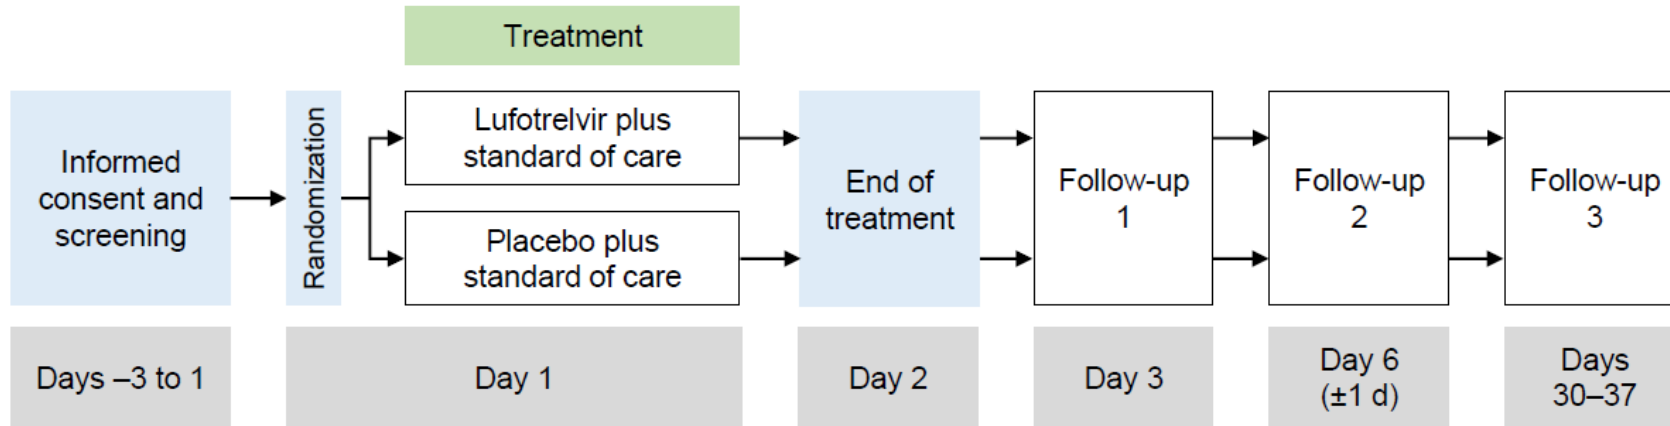 Treatment
Informed
consent and
screening
Randomization
Lufotrelvir plus
standard of care
Placebo plus
standard of care
End of
treatment
Follow-up
1
Follow-up
2
Follow-up
3
Days –3 to 1
Day 1
Day 2
Day 3
Day 6
(±1 d)
Days
30–37